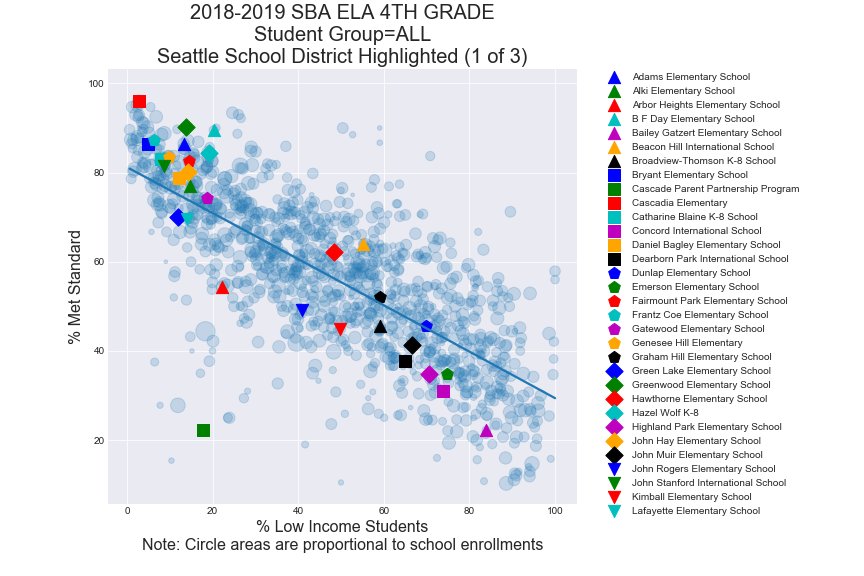 2018-2019 SBA ELA 4TH GRADE
Student Group=ALL
Seattle School District Highlighted (1 of 3)
% Met Standard
100
80
60
40
20
0
20
40
60
80
100
% Low Income Students
Note: Circle areas are proportional to school enrollments
Adams Elementary School
Alki Elementary School
Arbor Heights Elementary School
B F Day Elementary School
Bailey Gatzert Elementary School
Beacon Hill International School
Broadview-Thomson K-8 School
Bryant Elementary School
Cascade Parent Partnership Program
Cascadia Elementary
Catharine Blaine K-8 School
Concord International School
Daniel Bagley Elementary School
Dearborn Park International School
Dunlap Elementary School
Emerson Elementary School
Fairmount Park Elementary School
Frantz Coe Elementary School
Gatewood Elementary School
Genesee Hill Elementary
Graham Hill Elementary School
Green Lake Elementary School
Greenwood Elementary School
Hawthorne Elementary School
Hazel Wolf K-8
Highland Park Elementary School
John Hay Elementary School
John Muir Elementary School
John Rogers Elementary School
John Stanford International School
Kimball Elementary School
Lafayette Elementary School